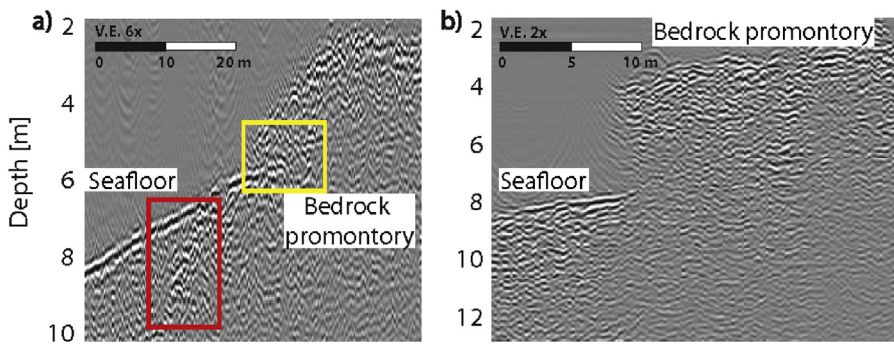 a)
V.E. 6x
0 10 20 m
Depth [m]
2
4
6
8
10
Seafloor
Bedrock
promontory
b)
V.E. 2x
0 5 10 m
Bedrock promontory
2
4
6
8
10
12
Seafloor